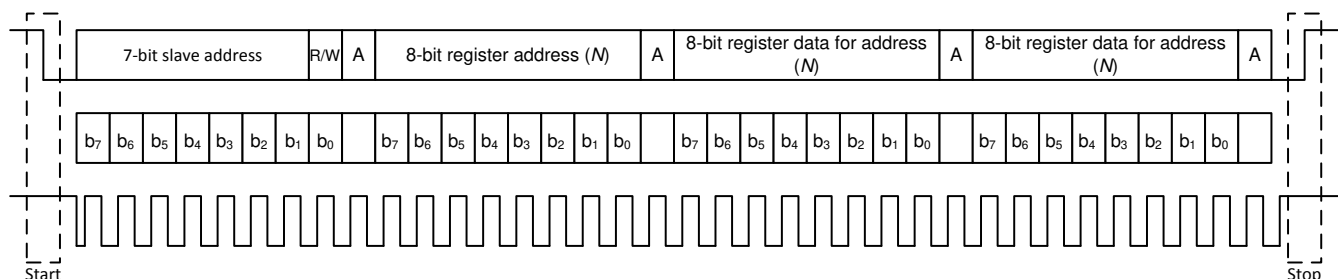 7-bit slave address R/W A 8-bit register address (N) A 8-bit register data for address (N) A 8-bit register data for address (N) A
b7 b6 b5 b4 b3 b2 b1 b0 b7 b6 b5 b4 b3 b2 b1 b0 b7 b6 b5 b4 b3 b2 b1 b0 b7 b6 b5 b4 b3 b2 b1 b0
Start Stop